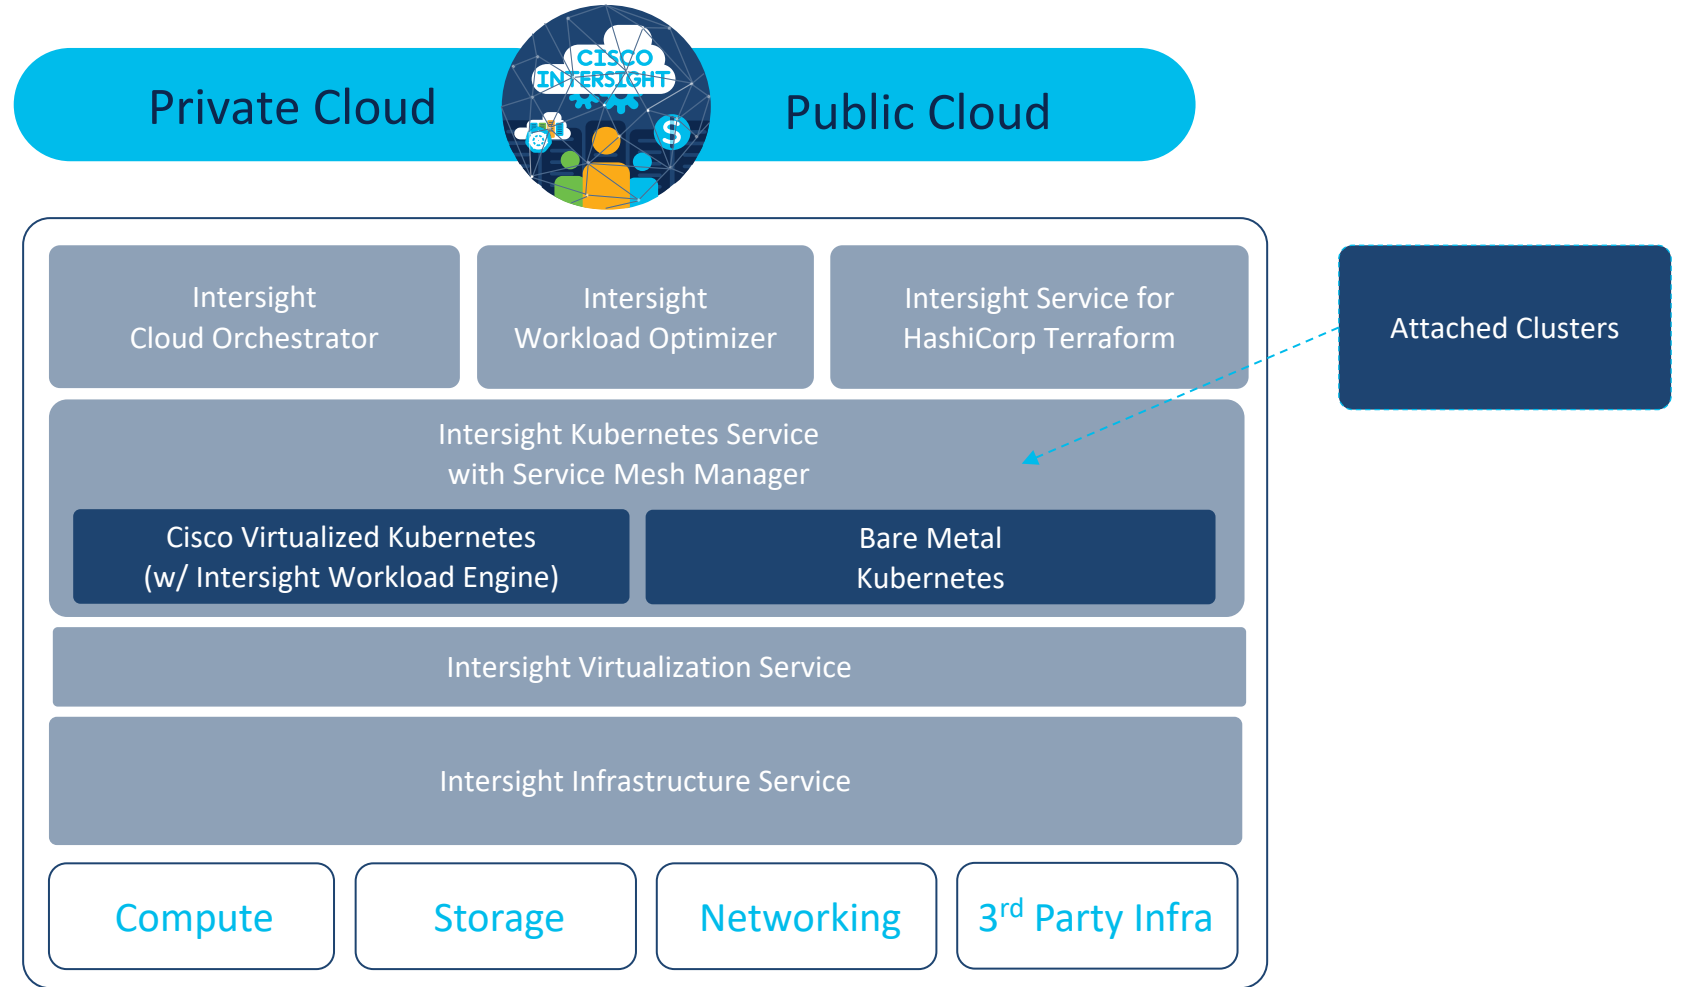 Private Cloud
CISCO
INTERSIGHT
$
Public Cloud
Intersight
Cloud Orchestrator
Intersight
Workload Optimizer
Intersight Service for
HashiCorp Terraform
Attached Clusters
Intersight Kubernetes Service
with Service Mesh Manager
Cisco Virtualized Kubernetes
(w/ Intersight Workload Engine)
Bare Metal
Kubernetes
Intersight Virtualization Service
Intersight Infrastructure Service
Compute
Storage
Networking
3rd Party Infra